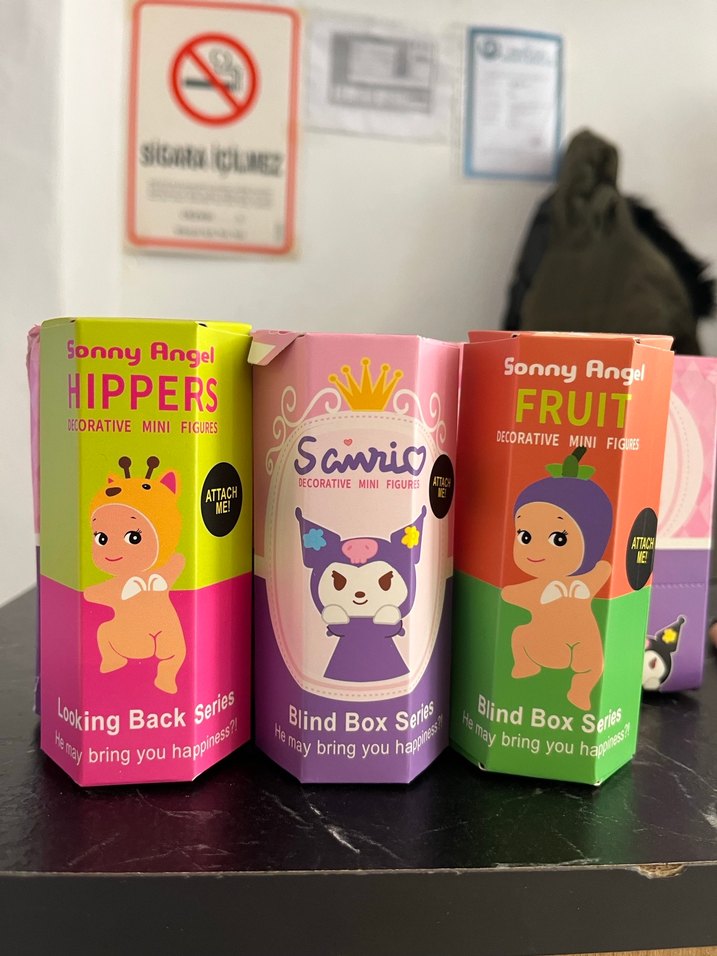 SİGARA İÇİLMEZ
Sonny Angel
HIPPERS
DECORATIVE MINI FIGURES
ATTACH
ME!
Looking Back Series
He may bring you happiness?!
Sanrio
DECORATIVE MINI FIGURES
ATTACH
ME!
Blind Box Series
He may bring you happiness?!
Sonny Angel
FRUIT
DECORATIVE MINI FIGURES
ATTACH
ME!
Blind Box Series
He may bring you happiness?!